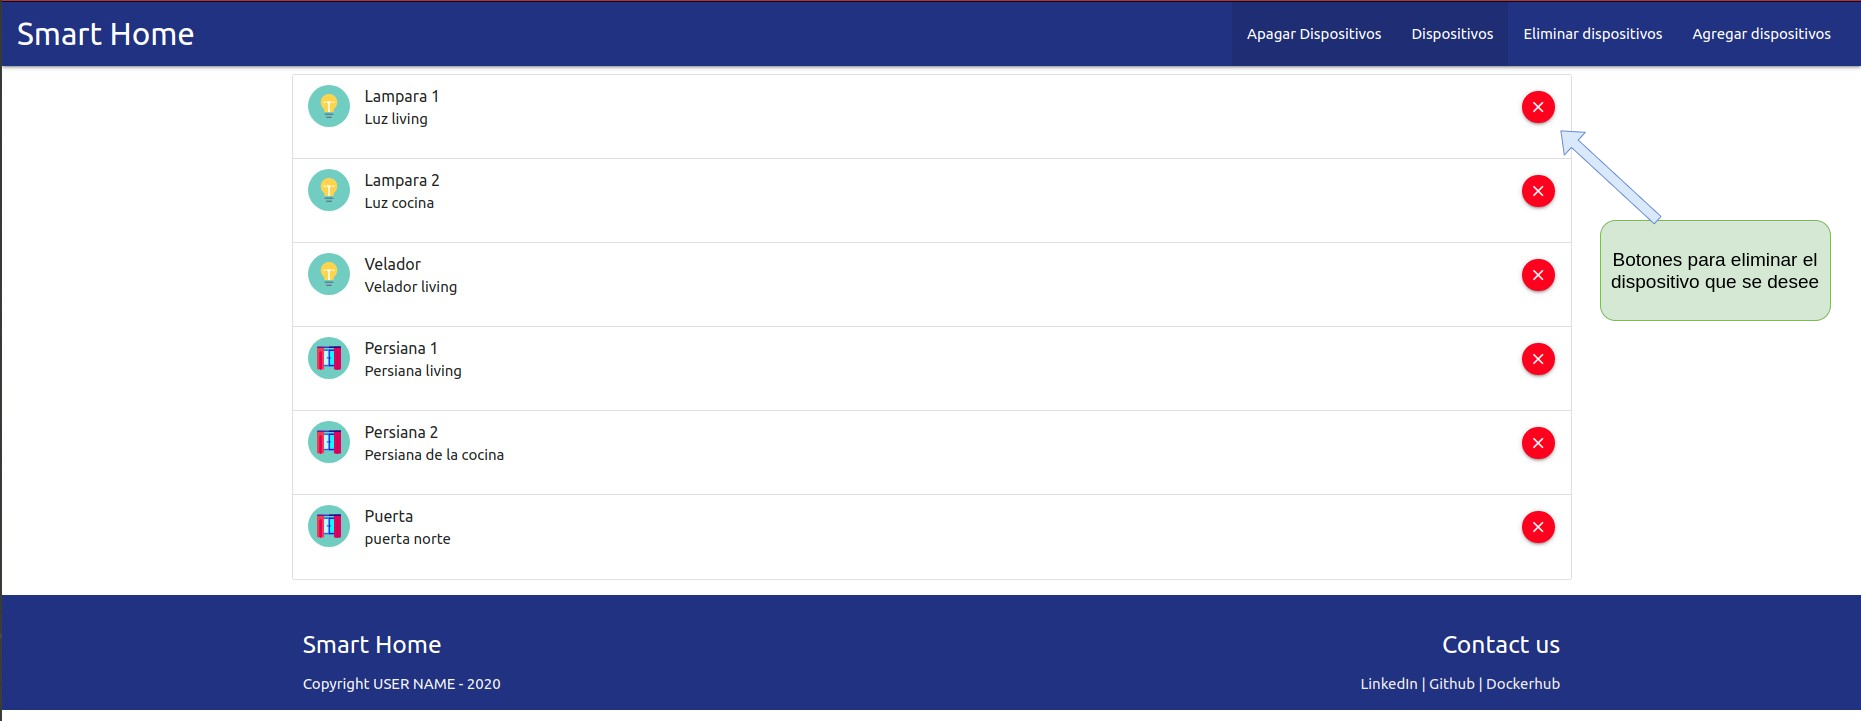 Smart Home
Apagar Dispositivos
Dispositivos
Eliminar dispositivos
Agregar dispositivos
Lampara 1
Luz living
Lampara 2
Luz cocina
Velador
Velador living
Persiana 1
Persiana living
Persiana 2
Persiana de la cocina
Puerta
puerta norte
Botones para eliminar el
dispositivo que se desee
Smart Home
Copyright USER NAME - 2020
Contact us
LinkedIn | Github | Dockerhub